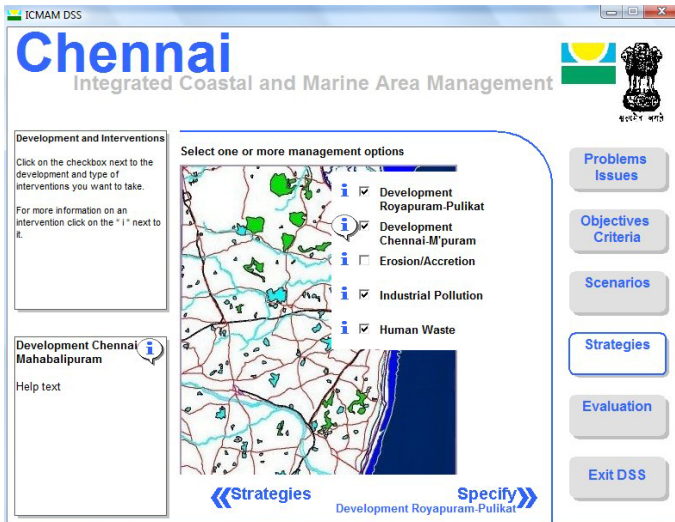 ICMAM DSS
Chennai
Integrated Coastal and Marine Area Management
सत्यमेव जयते
Development and Interventions
Click on the checkbox next to the
development and type of
interventions you want to take.
For more information on an
intervention click on the " i " next to
it.
Select one or more management options
i Development
Royapuram-Pulikat
i Development
Chennai-M'puram
i Erosion/Accretion
i Industrial Pollution
i Human Waste
Development Chennai
Mahabalipuram
i
Help text
Strategies
Specify
Development Royapuram-Pulikat
Problems
Issues
Objectives
Criteria
Scenarios
Strategies
Evaluation
Exit DSS